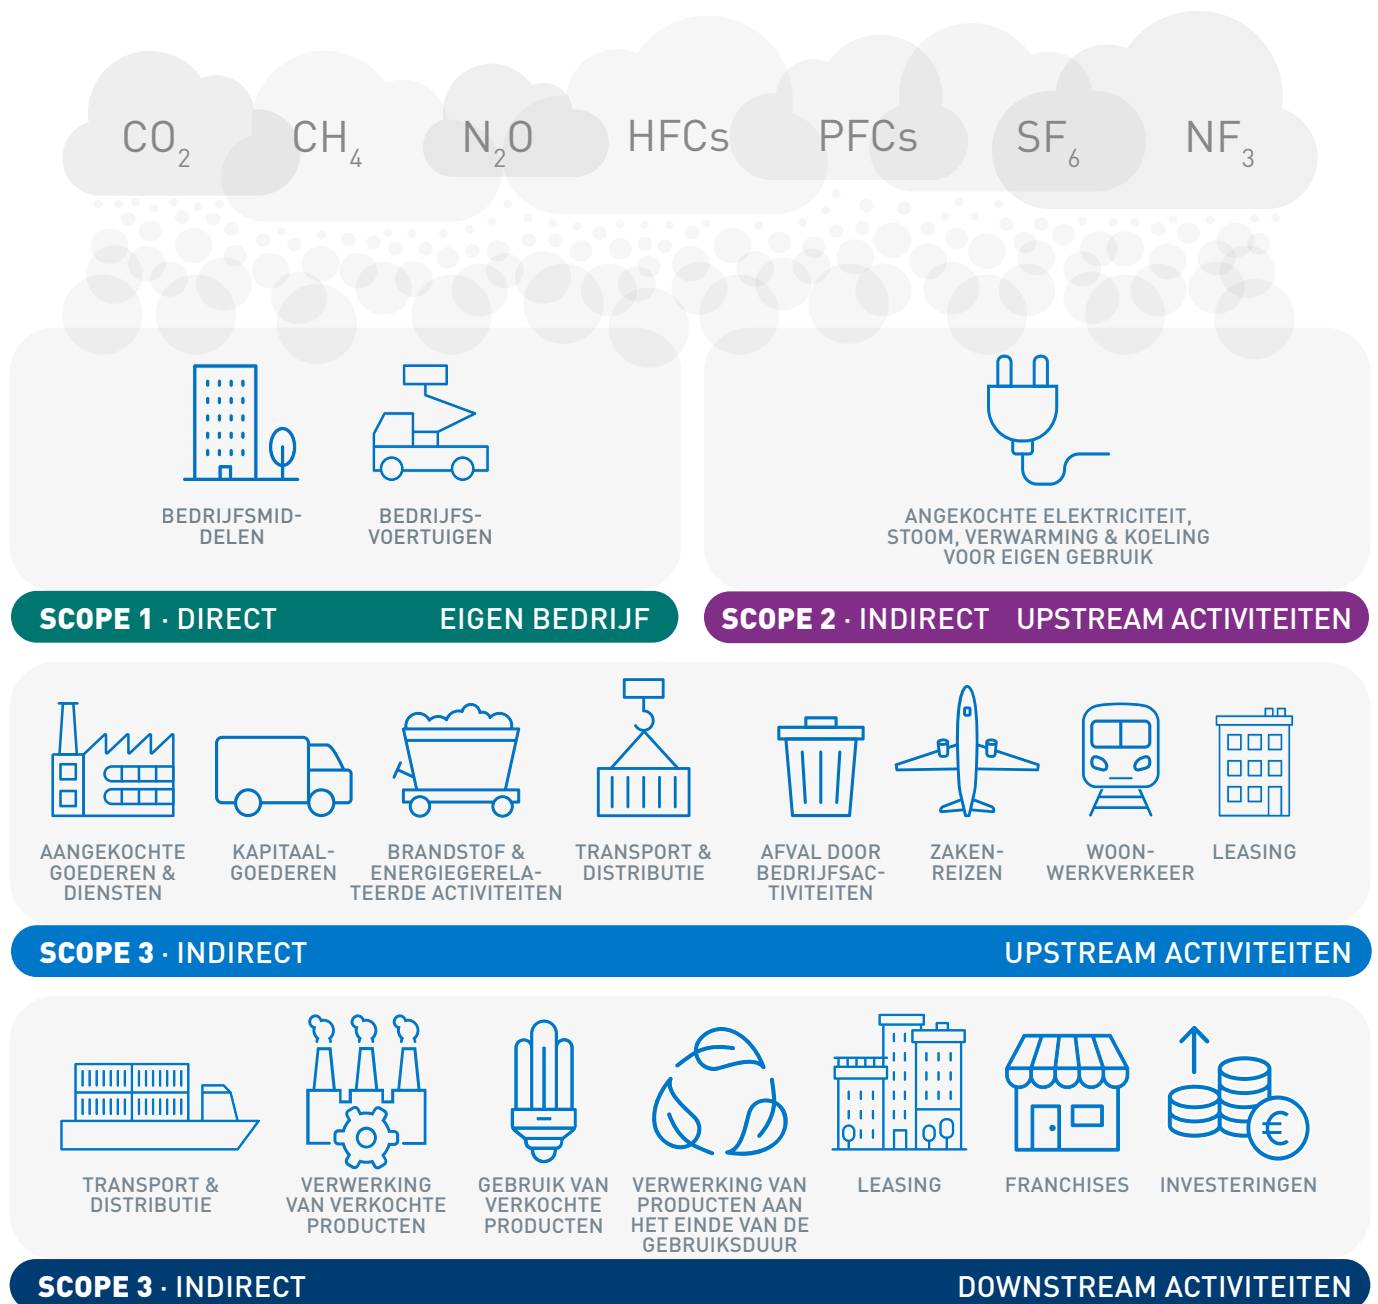 CO2 CH4 N2O HFCs PFCs SF6 NF3
BEDRIJFSMID-
DELEN
BEDRIJFS-
VOERTUIGEN
ANGEKOCHTE ELEKTRICITEIT,
STOOM, VERWARMING & KOELING
VOOR EIGEN GEBRUIK
SCOPE 1 · DIRECT EIGEN BEDRIJF
SCOPE 2 · INDIRECT UPSTREAM ACTIVITEITEN
AANGEKOCHTE
GOEDEREN &
DIENSTEN
KAPITAAL-
GOEDEREN
BRANDSTOF &
ENERGIEGERELA-
TEERDE ACTIVITEITEN
TRANSPORT &
DISTRIBUTIE
AFVAL DOOR
BEDRIJFSAC-
TIVITEITEN
ZAKEN-
REIZEN
WOON-
WERKVERKEER
LEASING
SCOPE 3 · INDIRECT UPSTREAM ACTIVITEITEN
TRANSPORT &
DISTRIBUTIE
VERWERKING
VAN VERKOCHTE
PRODUCTEN
GEBRUIK VAN
VERKOCHTE
PRODUCTEN
VERWERKING VAN
PRODUCTEN AAN
HET EINDE VAN DE
GEBRUIKSDUUR
LEASING
FRANCHISES
€
INVESTERINGEN
SCOPE 3 · INDIRECT DOWNSTREAM ACTIVITEITEN